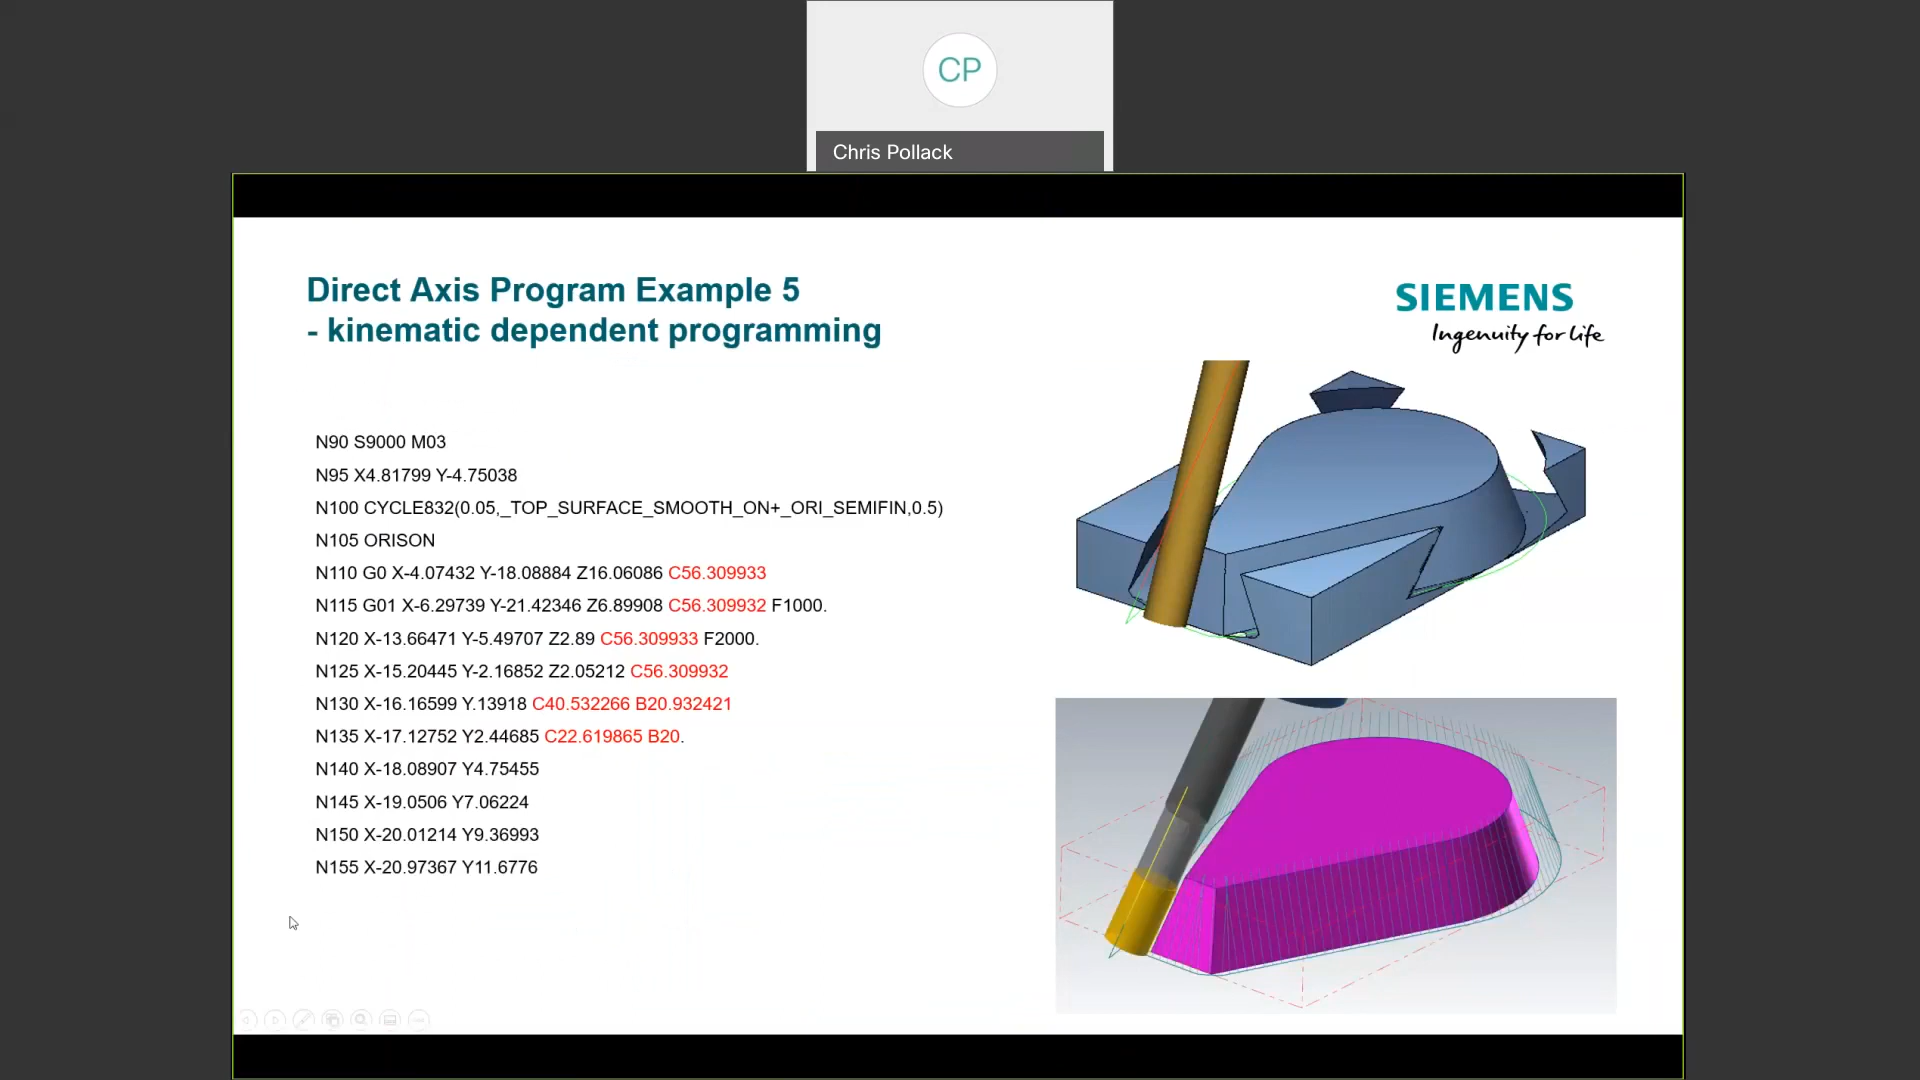 CP
Chris Pollack
Direct Axis Program Example 5
- kinematic dependent programming
SIEMENS
Ingenuity for life
N90 S9000 M03
N95 X4.81799 Y-4.75038
N100 CYCLE832(0.05,_TOP_SURFACE_SMOOTH_ON+_ORI_SEMIFIN,0.5)
N105 ORISON
N110 G0 X-4.07432 Y-18.08884 Z16.06086 C56.309933
N115 G01 X-6.29739 Y-21.42346 Z6.89908 C56.309932 F1000.
N120 X-13.66471 Y-5.49707 Z2.89 C56.309933 F2000.
N125 X-15.20445 Y-2.16852 Z2.05212 C56.309932
N130 X-16.16599 Y.13918 C40.532266 B20.932421
N135 X-17.12752 Y2.44685 C22.619865 B20.
N140 X-18.08907 Y4.75455
N145 X-19.0506 Y7.06224
N150 X-20.01214 Y9.36993
N155 X-20.97367 Y11.6776